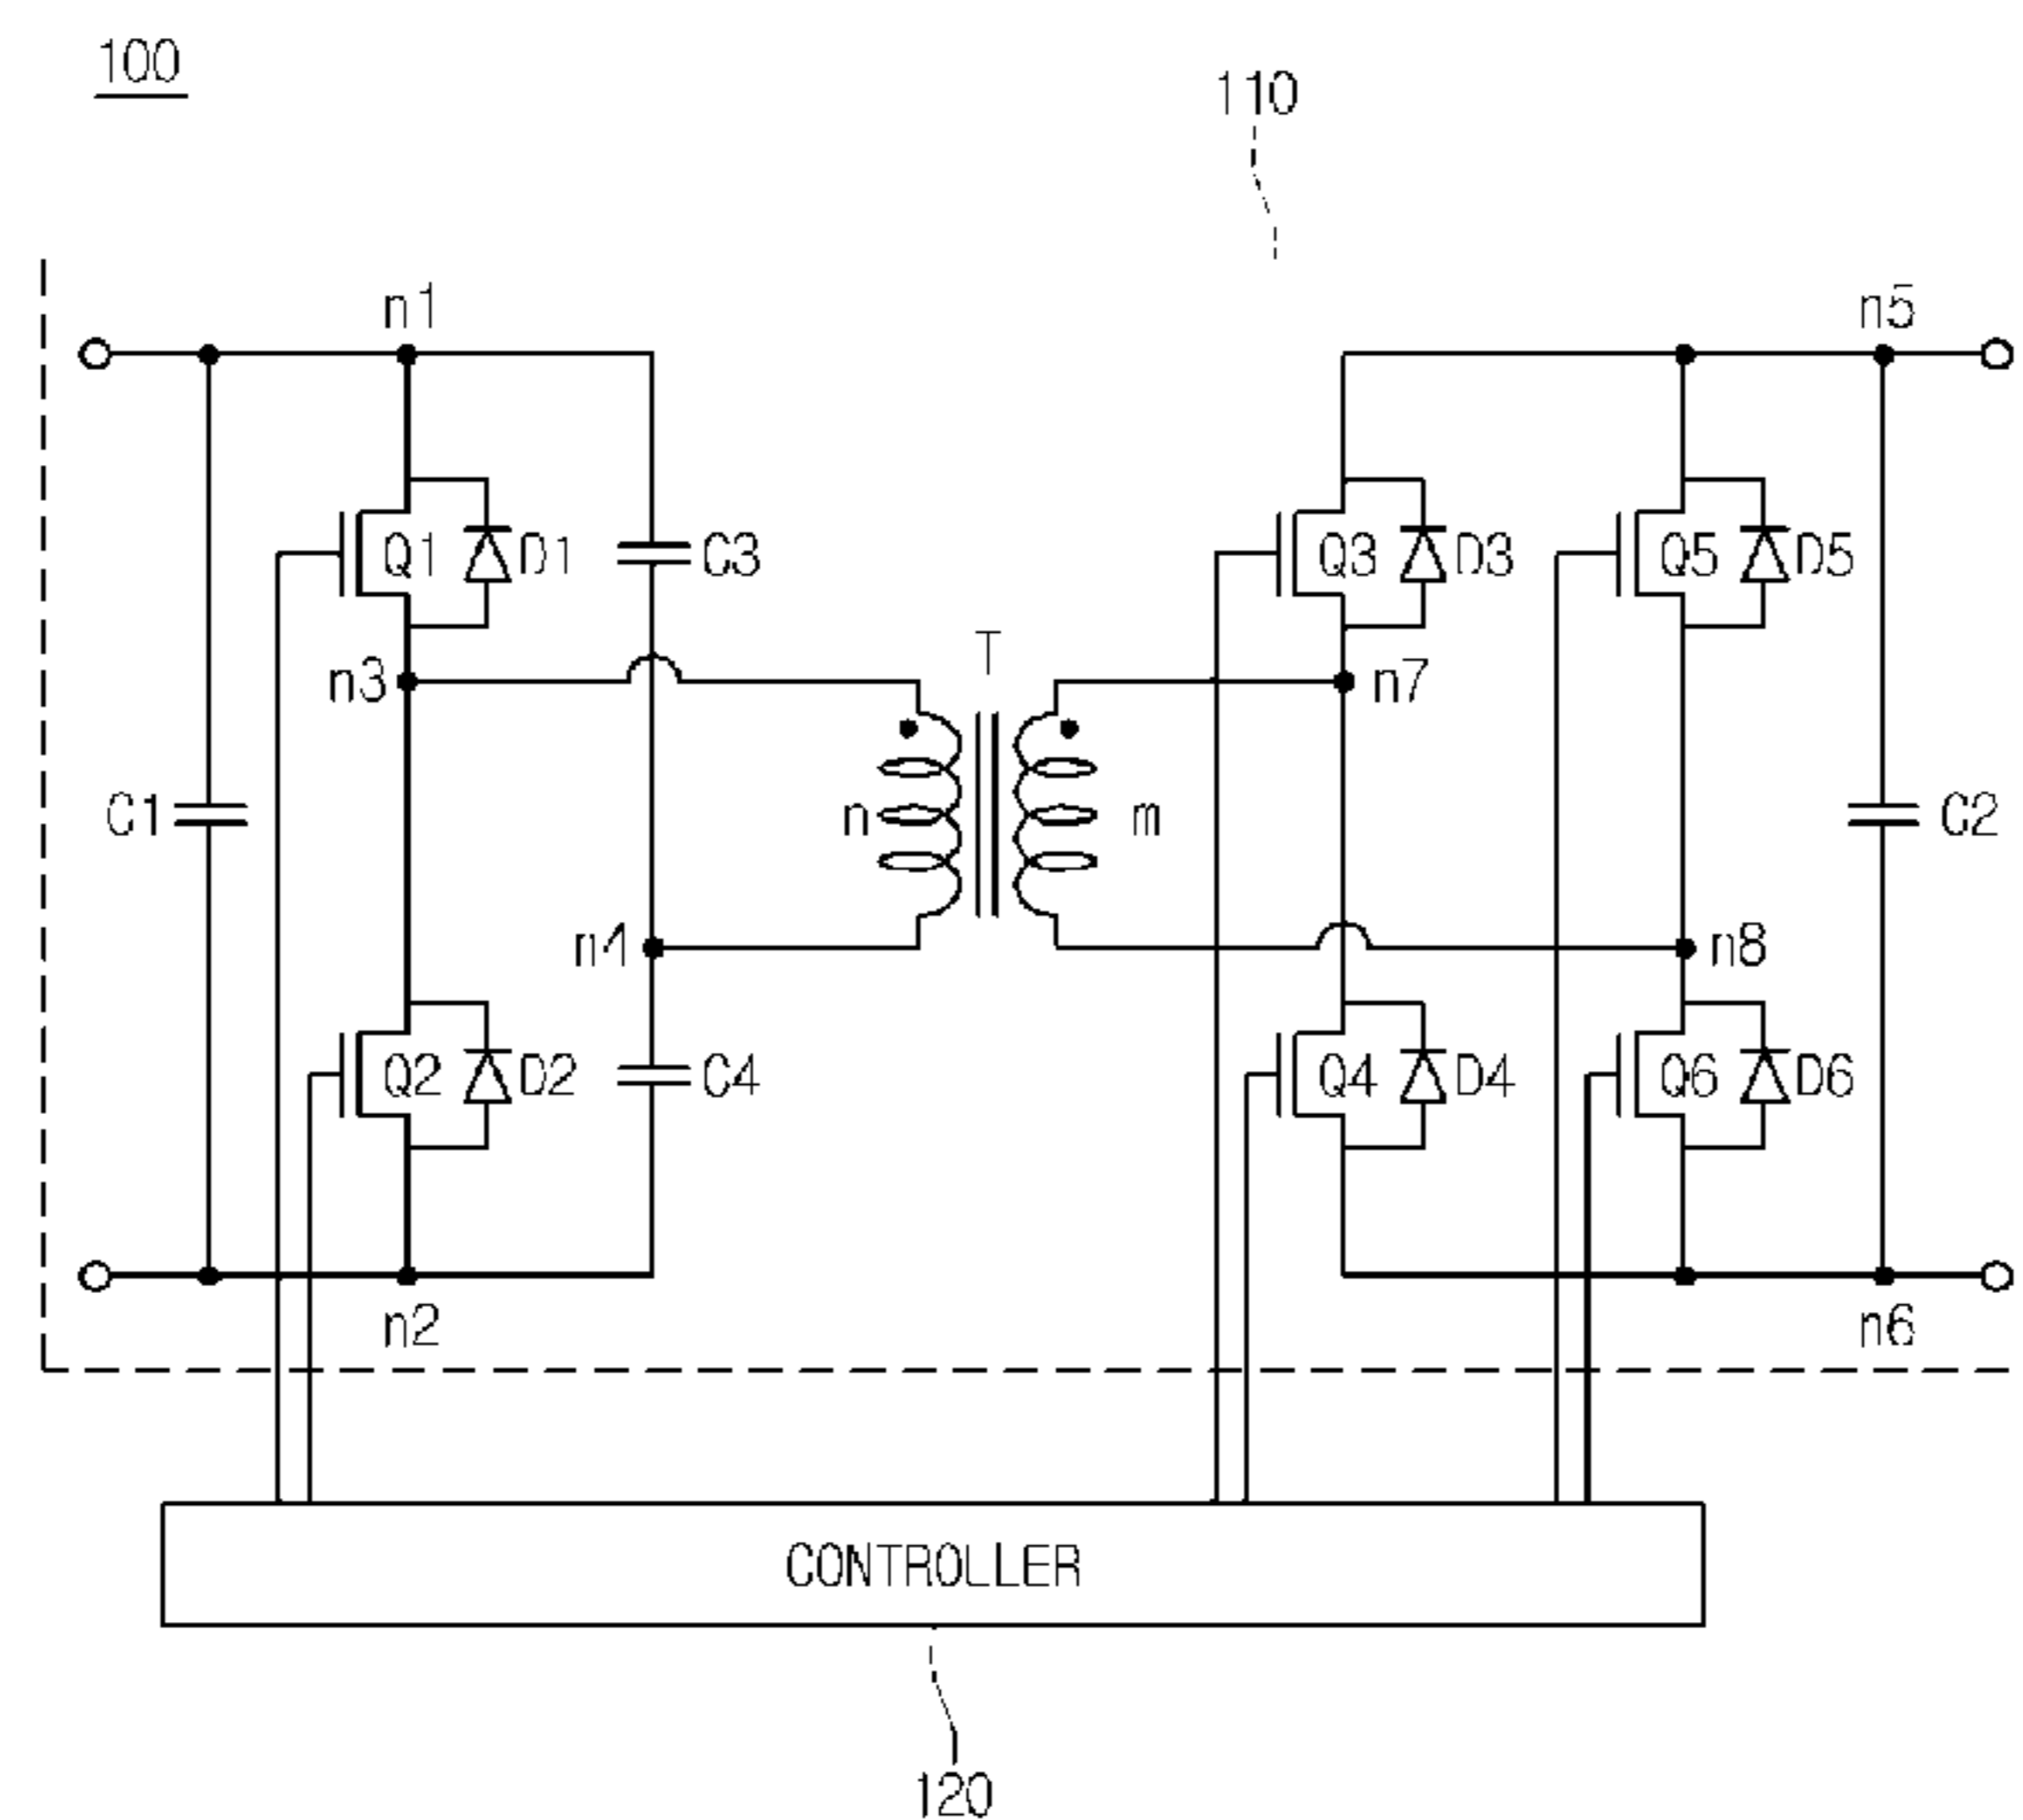 100
110
n1
n5
Q1 D1 C3
Q3 D3 Q5 D5
n3
T
n7
C1
n
m
C2
n4
n8
Q2 D2 C4
Q4 D4 Q6 D6
n2
n6
CONTROLLER
120